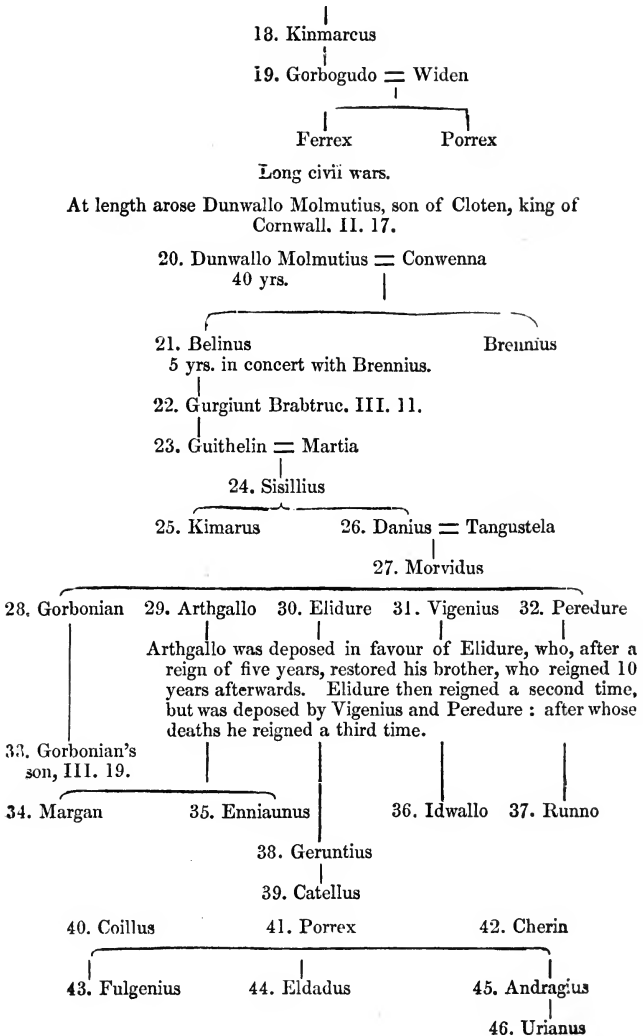 18. Kinmarcus
19. Gorbogudo = Widen
Ferrex Porrex
Long civil wars.
At length arose Dunwallo Molmutius, son of Cloten, king of
Cornwall. II. 17.
20. Dunwallo Molmutius = Conwenna
40 yrs.
21. Belinus Brennius
5 yrs. in concert with Brennius.
22. Gurgiunt Brabtruc. III. 11.
23. Guithelin = Martia
24. Sisillius
25. Kimarus 26. Danius = Tangustela
27. Morvidus
28. Gorbonian 29. Arthgallo 30. Elidure 31. Vigenius 32. Peredure
Arthgallo was deposed in favour of Elidure, who, after a
reign of five years, restored his brother, who reigned 10
years afterwards. Elidure then reigned a second time,
but was deposed by Vigenius and Peredure : after whose
deaths he reigned a third time.
33. Gorbonian's
son, III. 19.
34. Margan 35. Enniaunus 36. Idwallo 37. Runno
38. Geruntius
39. Catellus
40. Coillus 41. Porrex 42. Cherin
43. Fulgenius 44. Eldadus 45. Andragius
46. Urianus